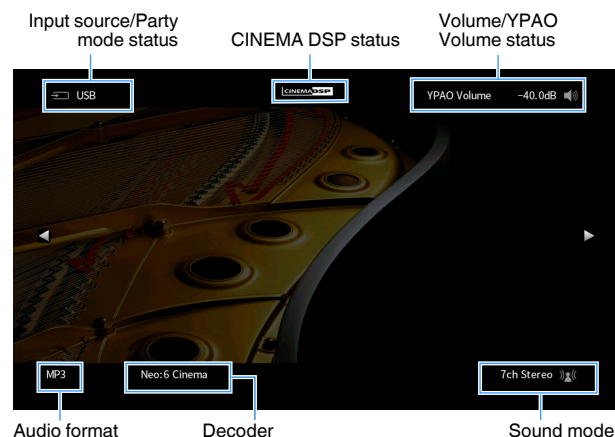 Input source/Party
mode status
CINEMA DSP status
Volume/YPAO
Volume status
USB
CINEMA DSP
YPAO Volume -40.0dB
MP3
Neo:6 Cinema
7ch Stereo
Audio format
Decoder
Sound mode